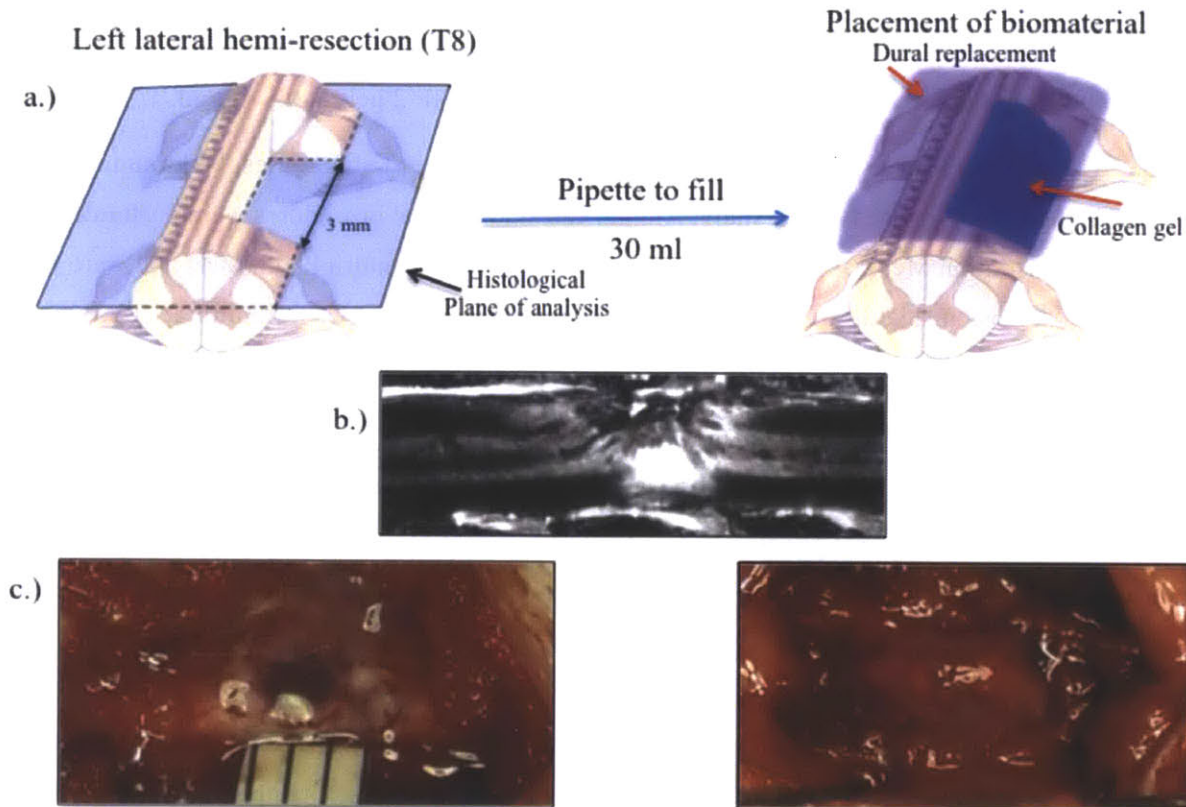 Left lateral hemi-resection (T8)
Placement of biomaterial
Dural replacement
a.)
3 mm
Pipette to fill
30 ml
Collagen gel
Histological
Plane of analysis
b.)
c.)